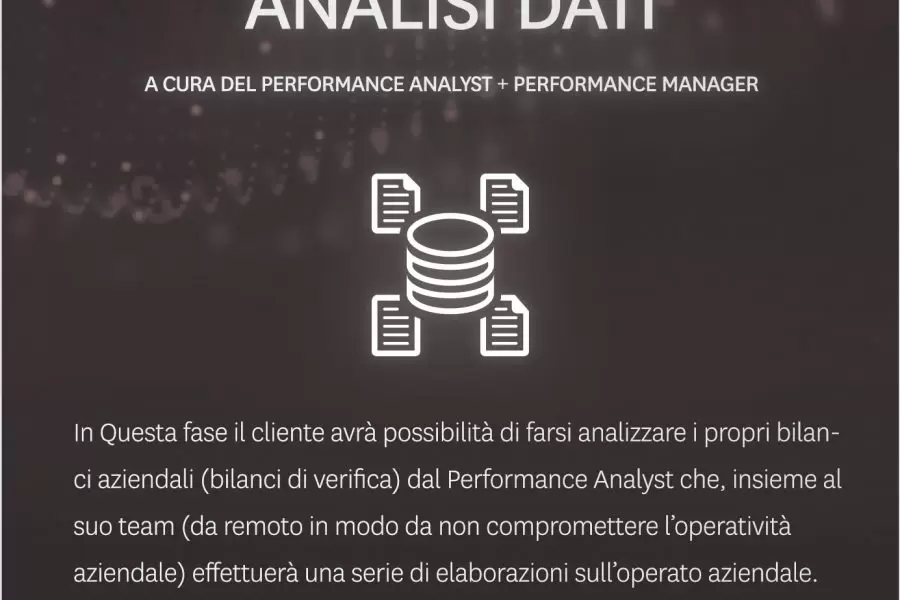 ANALISI DATI
A CURA DEL PERFORMANCE ANALYST + PERFORMANCE MANAGER
In Questa fase il cliente avrà possibilità di farsi analizzare i propri bilan-
ci aziendali (bilanci di verifica) dal Performance Analyst che, insieme al
suo team (da remoto in modo da non compromettere l'operatività
aziendale) effettuerà una serie di elaborazioni sull'operato aziendale.